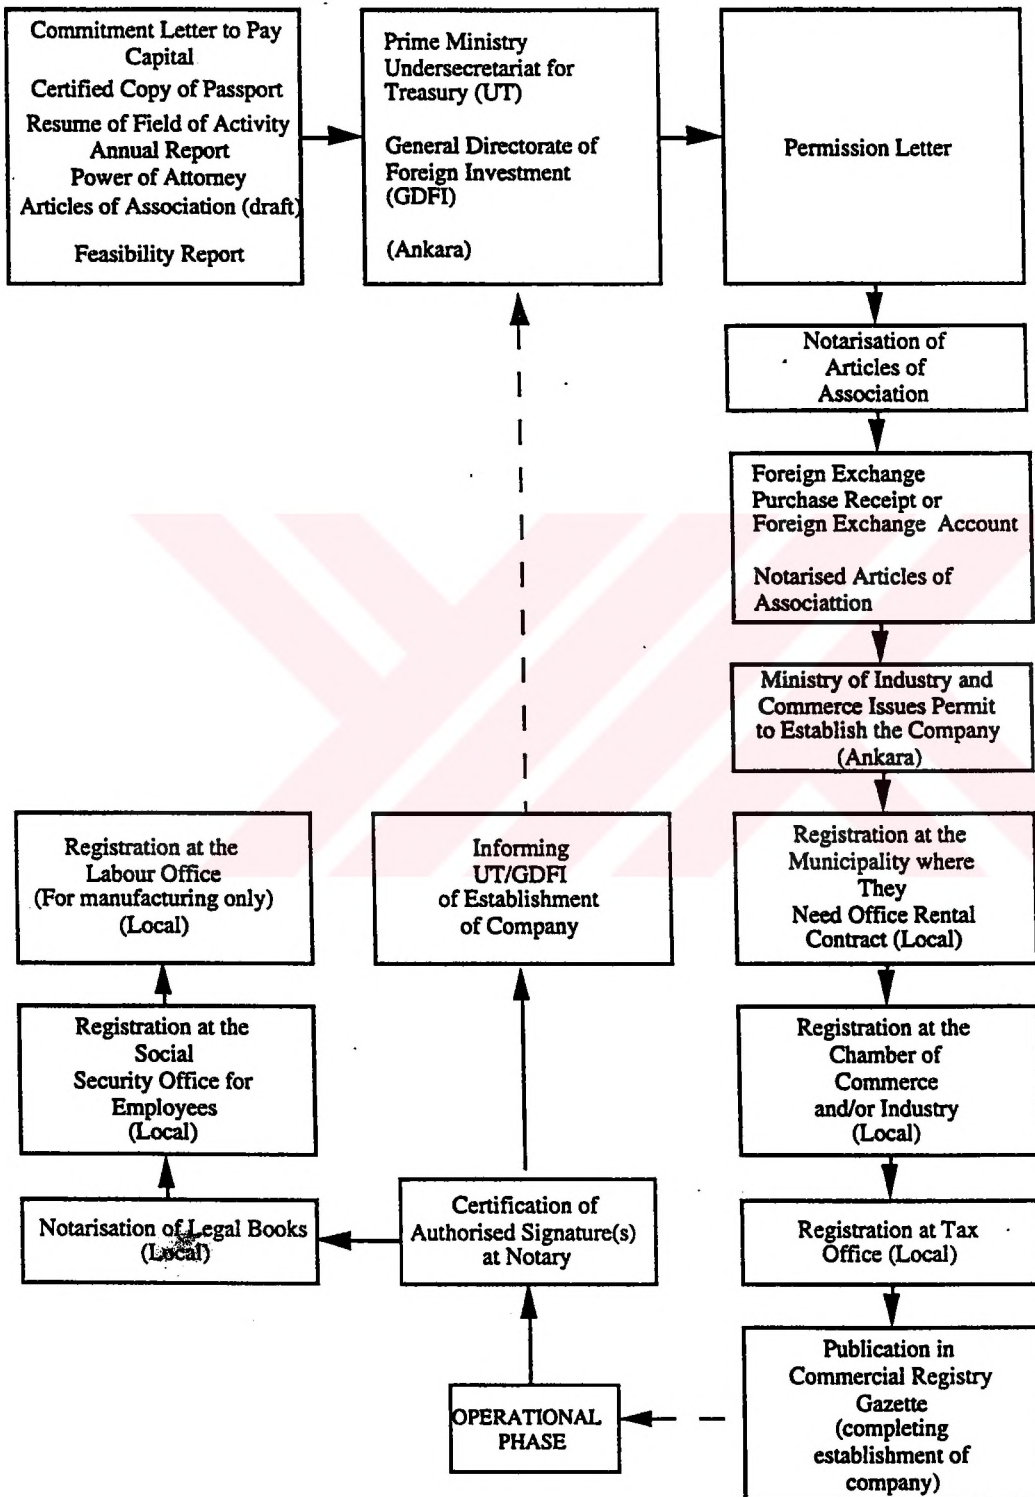 Commitment Letter to Pay
Capital
Certified Copy of Passport
Resume of Field of Activity
Annual Report
Power of Attorney
Articles of Association (draft)
Feasibility Report
Prime Ministry
Undersecretariat for
Treasury (UT)
General Directorate of
Foreign Investment
(GDFI)
(Ankara)
Permission Letter
Notarisation of
Articles of
Association
Foreign Exchange
Purchase Receipt or
Foreign Exchange Account
Notarised Articles of
Associattion
Ministry of Industry and
Commerce Issues Permit
to Establish the Company
(Ankara)
Registration at the
Municipality where
They
Need Office Rental
Contract (Local)
Registration at the
Chamber of
Commerce
and/or Industry
(Local)
Registration at Tax
Office (Local)
Publication in
Commercial Registry
Gazette
(completing
establishment of
company)
OPERATIONAL
PHASE
Certification of
Authorised Signature(s)
at Notary
Informing
UT/GDFI
of Establishment
of Company
Notarisation of Legal Books
(Local)
Registration at the
Social
Security Office for
Employees
(Local)
Registration at the
Labour Office
(For manufacturing only)
(Local)